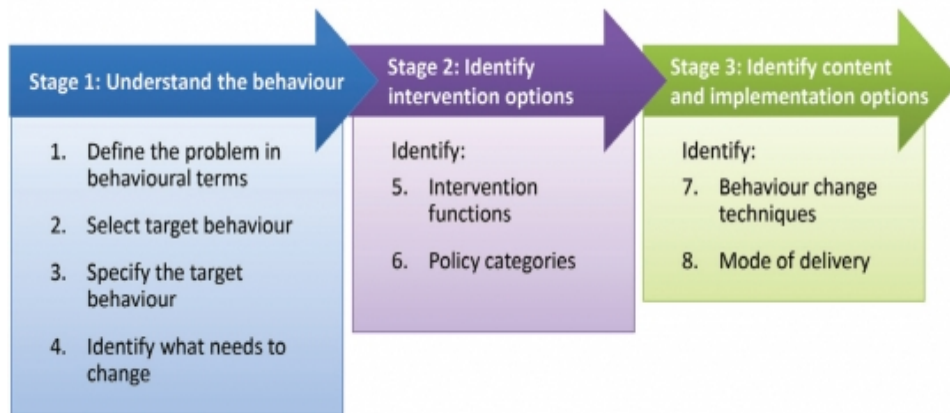 Stage 1: Understand the behaviour
1. Define the problem in
behavioural terms
2. Select target behaviour
3. Specify the target
behaviour
4. Identify what needs to
change
Stage 2: Identify
intervention options
Identify:
5. Intervention
functions
6. Policy categories
Stage 3: Identify content
and implementation options
Identify:
7. Behaviour change
techniques
8. Mode of delivery